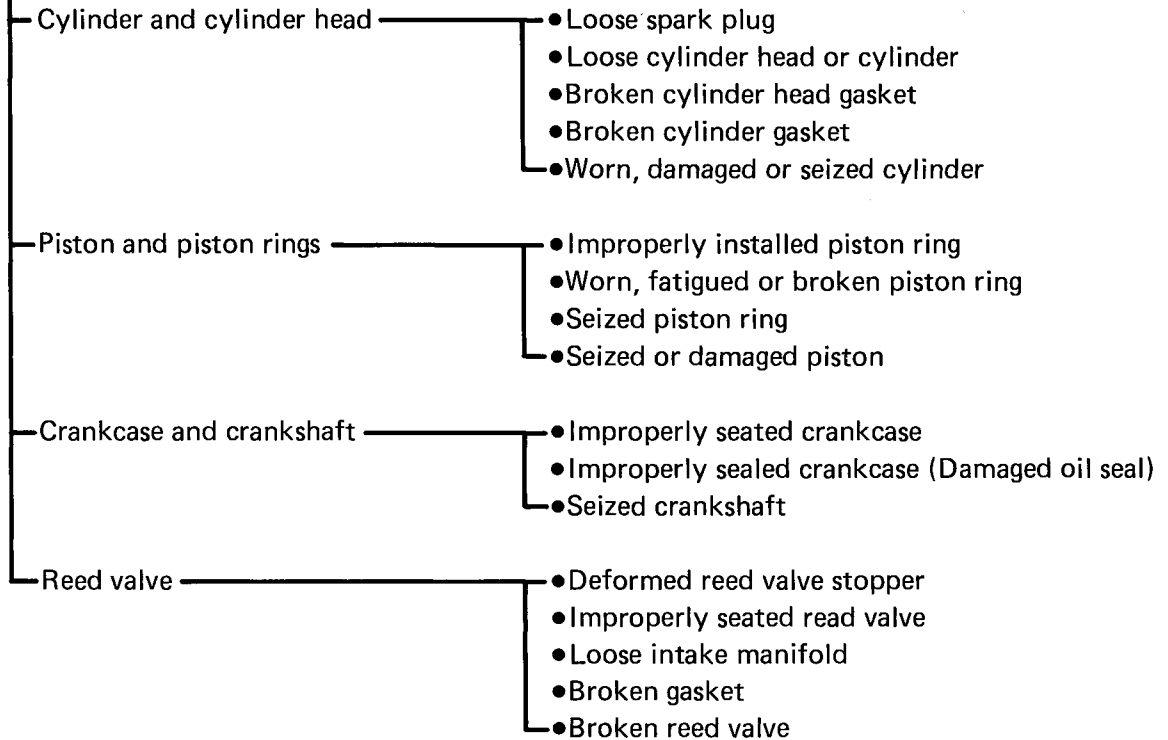 Cylinder and cylinder head
●Loose spark plug
●Loose cylinder head or cylinder
●Broken cylinder head gasket
●Broken cylinder gasket
●Worn, damaged or seized cylinder
Piston and piston rings
●Improperly installed piston ring
●Worn, fatigued or broken piston ring
●Seized piston ring
●Seized or damaged piston
Crankcase and crankshaft
●Improperly seated crankcase
●Improperly sealed crankcase (Damaged oil seal)
●Seized crankshaft
Reed valve
●Deformed reed valve stopper
●Improperly seated read valve
●Loose intake manifold
●Broken gasket
●Broken reed valve